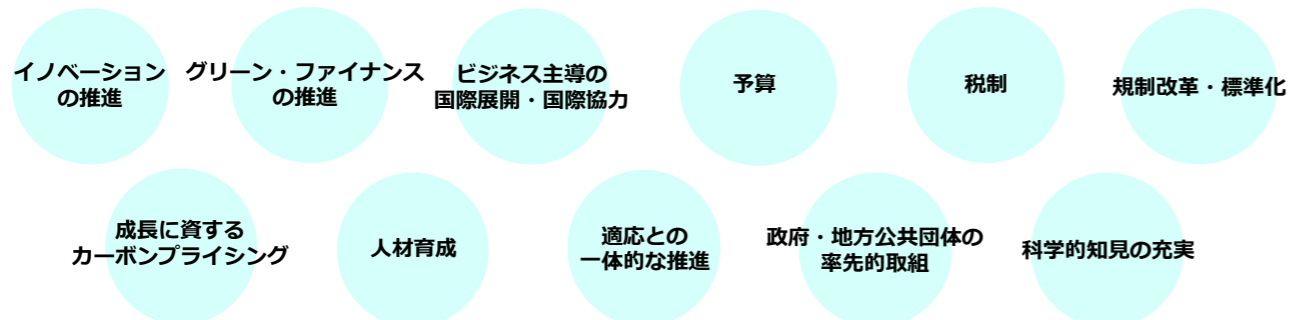 イノベーション
の推進
グリーン・ファイナンス
の推進
ビジネス主導の
国際展開・国際協力
予算
税制
規制改革・標準化
成長に資する
カーボンプライシング
人材育成
適応との
一体的な推進
政府・地方公共団体の
率先的取組
科学的知見の充実